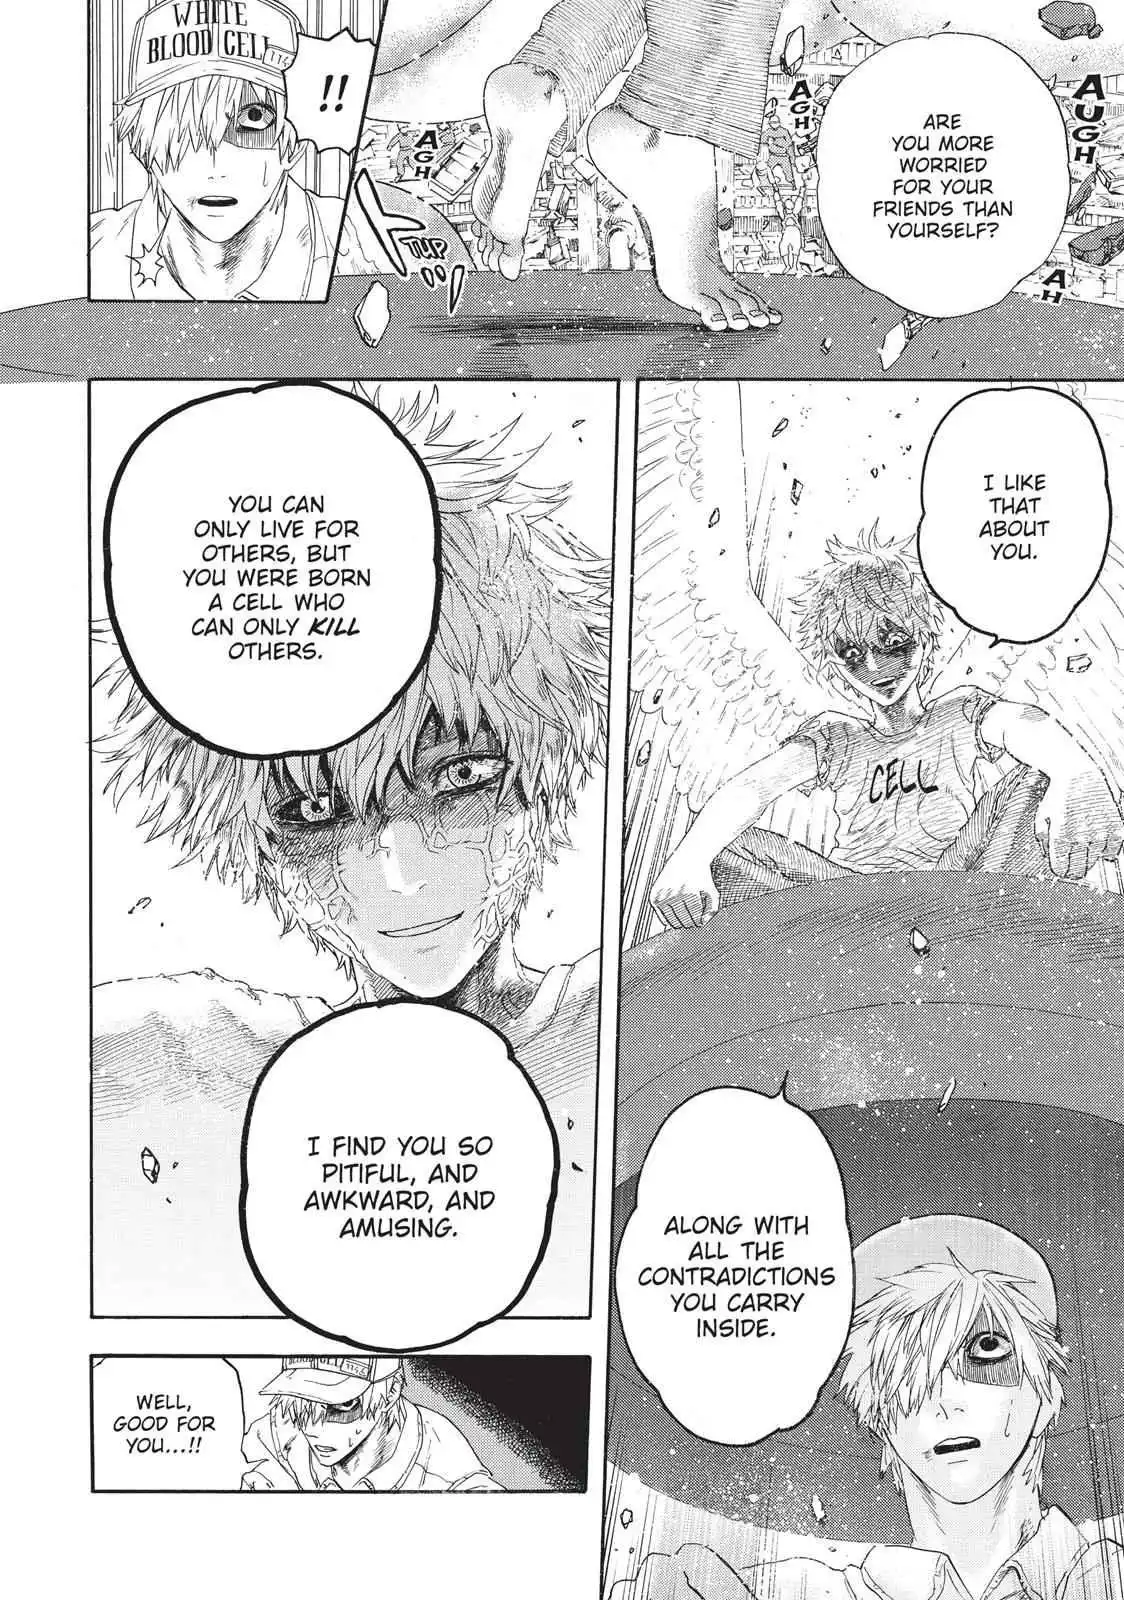 ARE
YOU MORE
WORRIED
FOR YOUR
FRIENDS THAN
YOURSELF?
AUGH
AGH
AH
AGH
TUP
WHITE
BLOOD CELL
!!
I LIKE
THAT
ABOUT
YOU.
CELL
ALONG WITH
ALL THE
CONTRADICTIONS
YOU CARRY
INSIDE.
YOU CAN
ONLY LIVE FOR
OTHERS, BUT
YOU WERE BORN
A CELL WHO
CAN ONLY KILL
OTHERS.
I FIND YOU SO
PITIFUL, AND
AWKWARD, AND
AMUSING.
WELL,
GOOD FOR
YOU...!!